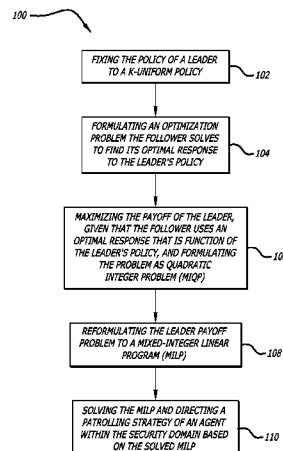 100
FIXING THE POLICY OF A LEADER
TO A K-UNIFORM POLICY
102
FORMULATING AN OPTIMIZATION
PROBLEM THE FOLLOWER SOLVES
TO FIND ITS OPTIMAL RESPONSE
TO THE LEADER'S POLICY
104
MAXIMIZING THE PAYOFF OF THE LEADER,
GIVEN THAT THE FOLLOWER USES AN
OPTIMAL RESPONSE THAT IS FUNCTION OF
THE LEADER'S POLICY, AND FORMULATING
THE PROBLEM AS QUADRATIC
INTEGER PROBLEM (MIQP)
10
REFORMULATING THE LEADER PAYOFF
PROBLEM TO A MIXED-INTEGER LINEAR
PROGRAM (MILP)
108
SOLVING THE MILP AND DIRECTING A
PATROLLING STRATEGY OF AN AGENT
WITHIN THE SECURITY DOMAIN BASED
ON THE SOLVED MILP
110